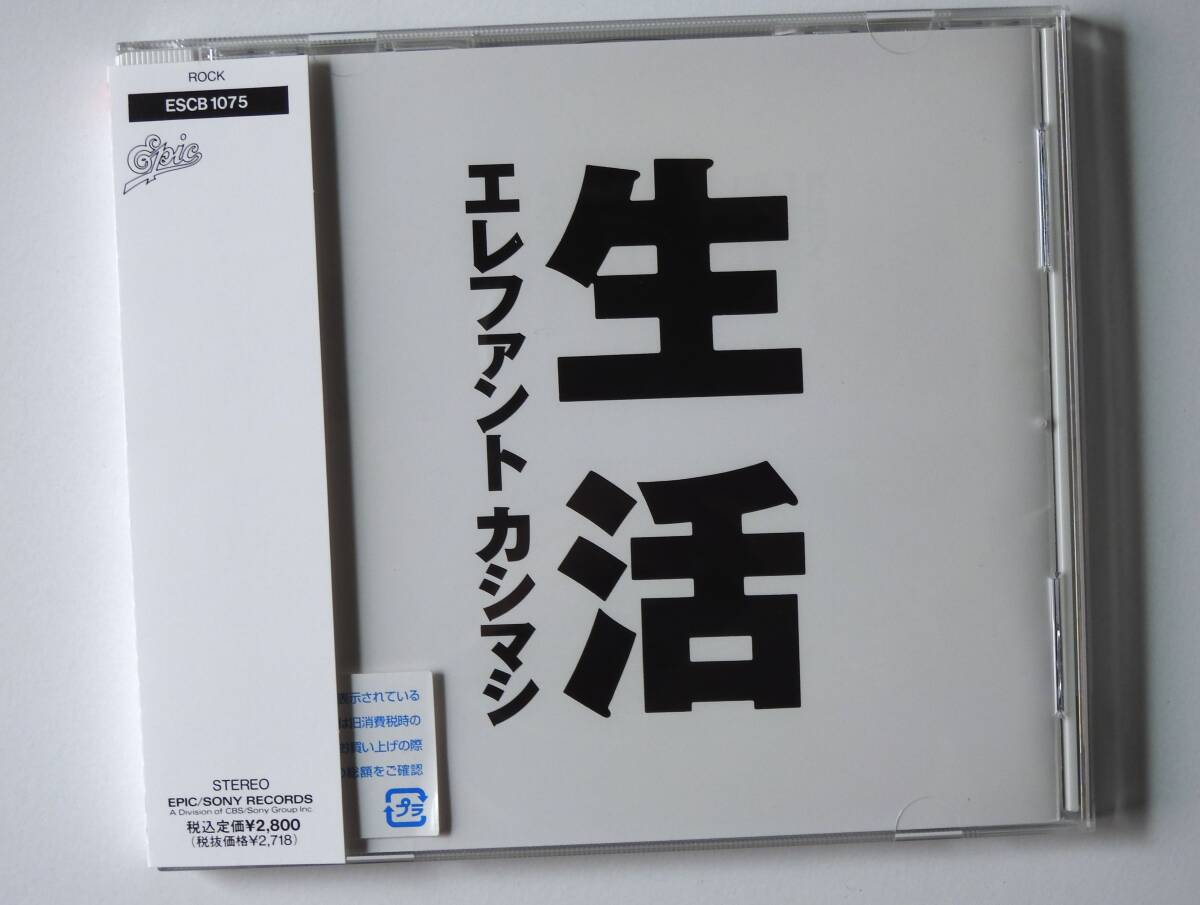 ROCK
ESCB 1075
Epic
生活
エレファント カシマシ
表示されている
は旧消費税時の
お買い上げの際
の総額をご確認
プラ
STEREO
EPIC/SONY RECORDS
A Division of CBS/Sony Group Inc.
税込定価¥2,800
(税抜価格¥2,718)